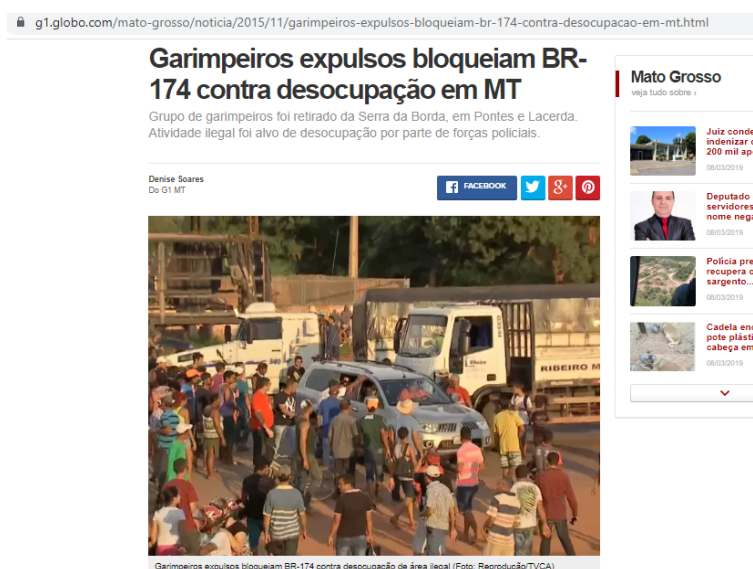 g1.globo.com/mato-grosso/noticia/2015/11/garimpeiros-expulsos-bloqueiam-br-174-contra-desocupacao-em-mt.html
Garimpeiros expulsos bloqueiam BR-
174 contra desocupação em MT
Grupo de garimpeiros foi retirado da Serra da Borda, em Pontes e Lacerda.
Atividade ilegal foi alvo de desocupação por parte de forças policiais.
Denise Soares
Do G1 MT
FACEBOOK
8+
IVECO
Ribeiro
RIBEIRO M
Garimpeiros expulsos bloqueiam BR-174 contra desocupação de área ilegal (Foto: Reprodução/TVCA)
Mato Grosso
veja tudo sobre ›
Juiz conde
indenizar
200 mil ap
08/03/2019
Deputado
servidores
nome nega
08/03/2019
Polícia pre
recupera
sargento...
08/03/2019
Cadela en
pote plásti
cabeça em
08/03/2019